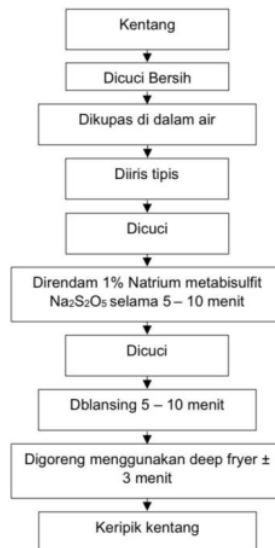 Kentang
Dicuci Bersih
Dikupas di dalam air
Diiris tipis
Dicuci
Direndam 1% Natrium metabisulfit
Na₂S₂O₅ selama 5 – 10 menit
Dicuci
Dblansing 5 – 10 menit
Digoreng menggunakan deep fryer ±
3 menit
Keripik kentang